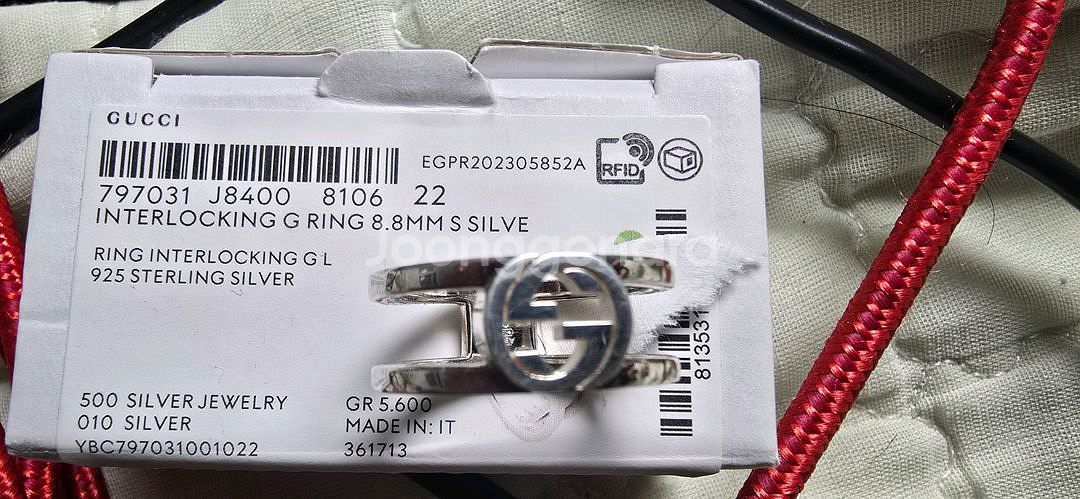 GUCCI
EGPR202305852A
RFID
797031 J8400 8106 22
INTERLOCKING G RING 8.8MM S SILVE
Joonggonara
RING INTERLOCKING G L
925 STERLING SILVER
813531
500 SILVER JEWELRY
GR 5.600
010 SILVER
MADE IN: IT
YBC797031001022
361713